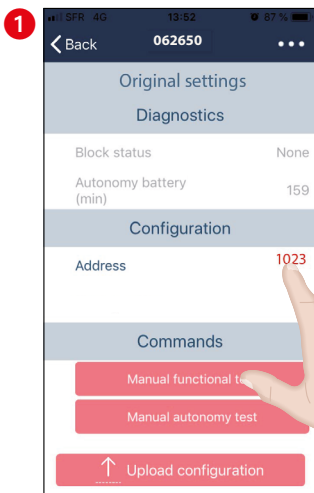 1
SFR 4G 13:52 87 %
Back 062650
Original settings
Diagnostics
Block status None
Autonomy battery
(min) 159
Configuration
Address 1023
Commands
Manual functional
Manual autonomy test
Upload configuration